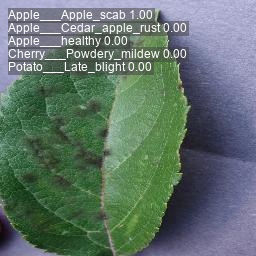 Apple___Apple_scab 1.00
Apple___Cedar_apple_rust 0.00
Apple___healthy 0.00
Cherry___Powdery_mildew 0.00
Potato___Late_blight 0.00